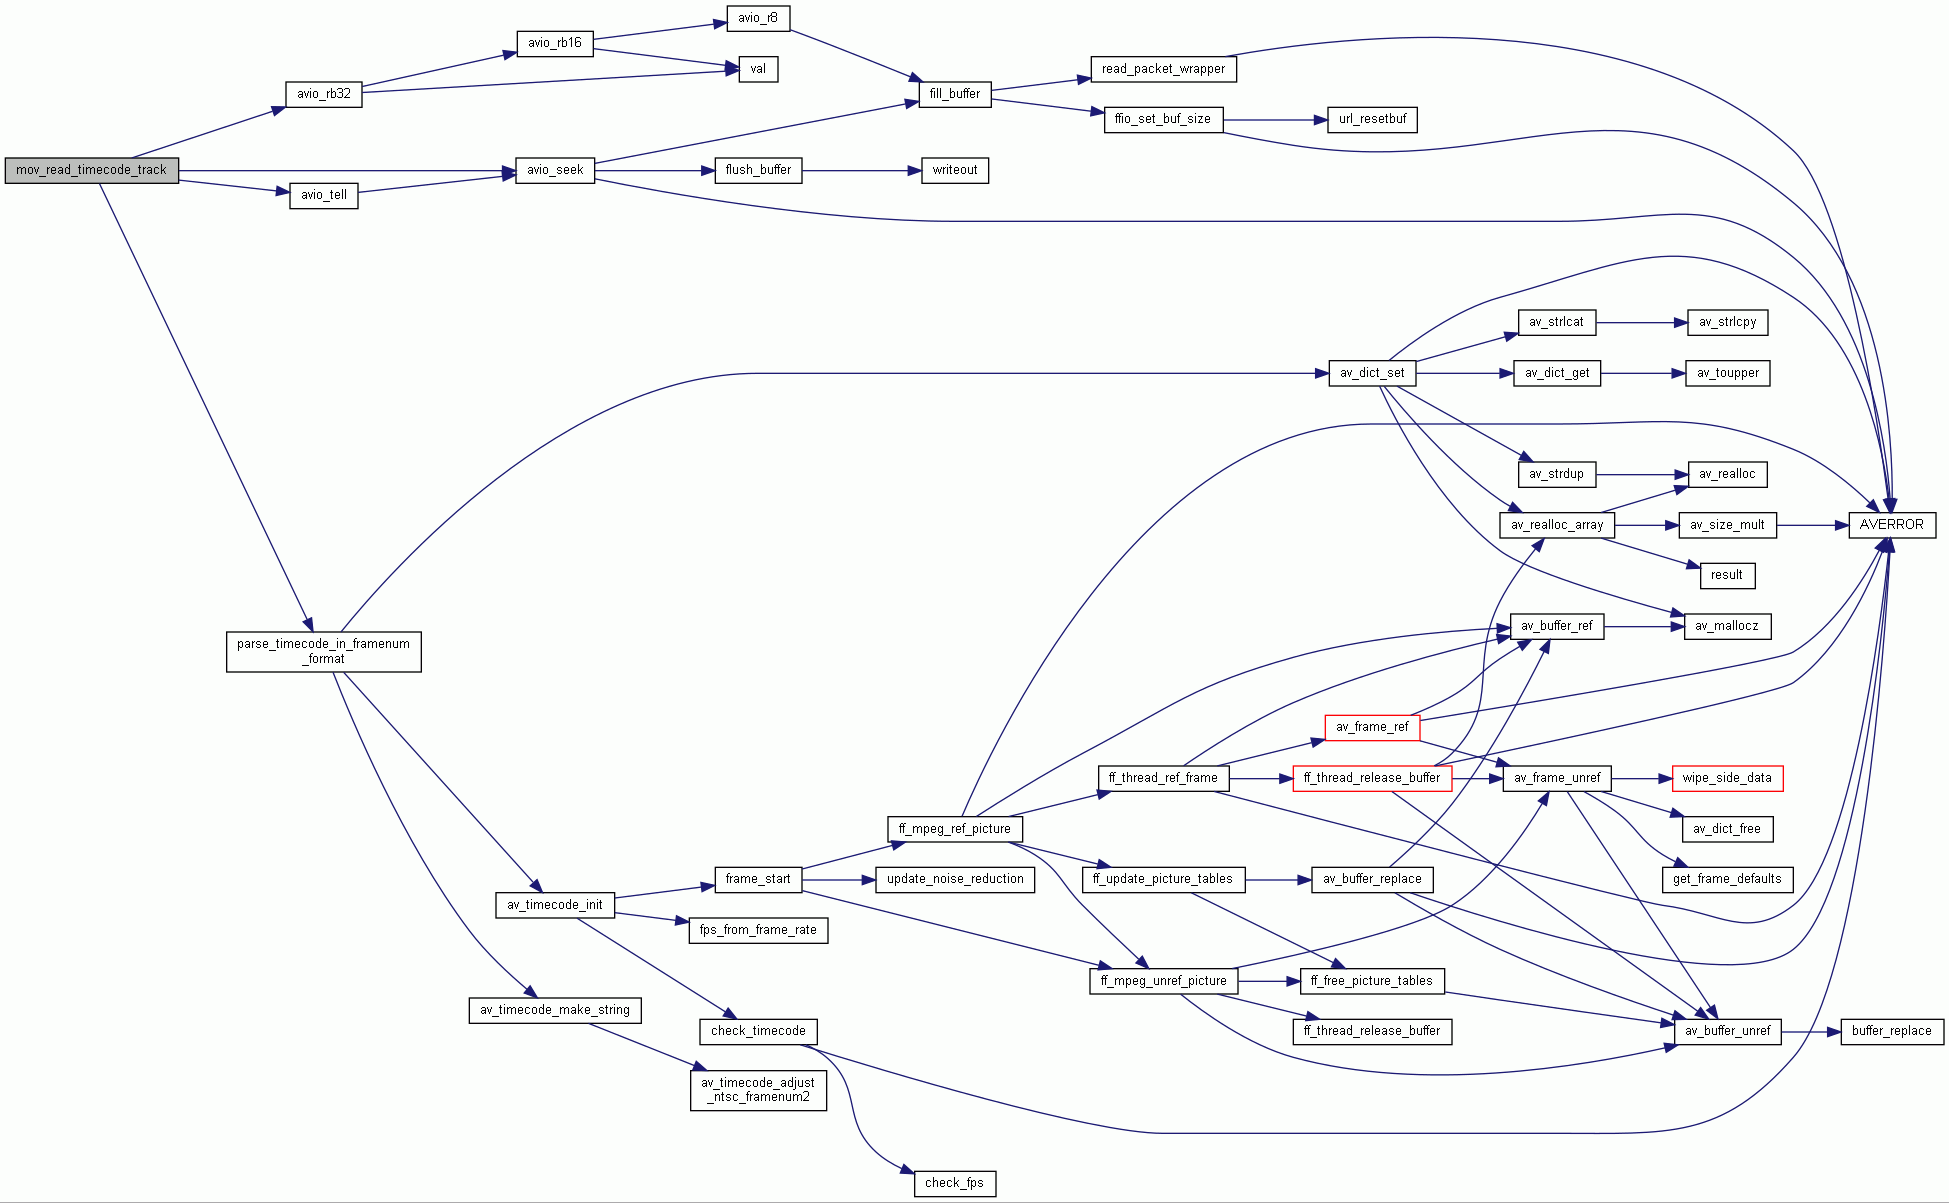 avio_r8
avio_rb16
val
read_packet_wrapper
avio_rb32
fill_buffer
ffio_set_buf_size
url_resetbuf
mov_read_timecode_track
avio_seek
flush_buffer
writeout
avio_tell
av_strlcat
av_strlcpy
av_dict_set
av_dict_get
av_toupper
av_strdup
av_realloc
av_realloc_array
av_size_mult
AVERROR
result
av_buffer_ref
av_mallocz
parse_timecode_in_framenum
_format
av_frame_ref
ff_thread_ref_frame
ff_thread_release_buffer
av_frame_unref
wipe_side_data
ff_mpeg_ref_picture
av_dict_free
frame_start
update_noise_reduction
ff_update_picture_tables
av_buffer_replace
get_frame_defaults
av_timecode_init
fps_from_frame_rate
ff_mpeg_unref_picture
ff_free_picture_tables
av_timecode_make_string
check_timecode
ff_thread_release_buffer
av_buffer_unref
buffer_replace
av_timecode_adjust
_ntsc_framenum2
check_fps